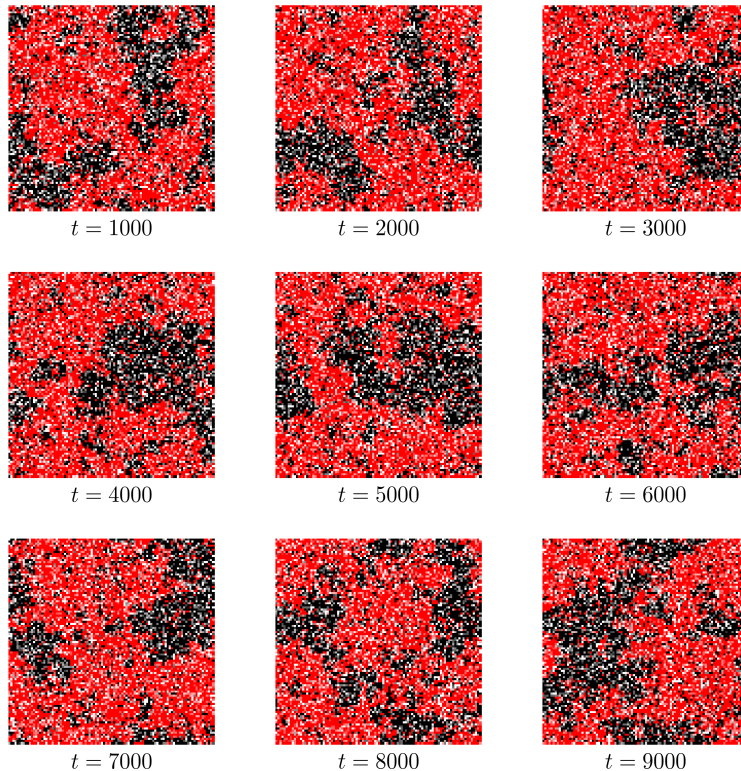 t = 1000
t = 2000
t = 3000
t = 4000
t = 5000
t = 6000
t = 7000
t = 8000
t = 9000